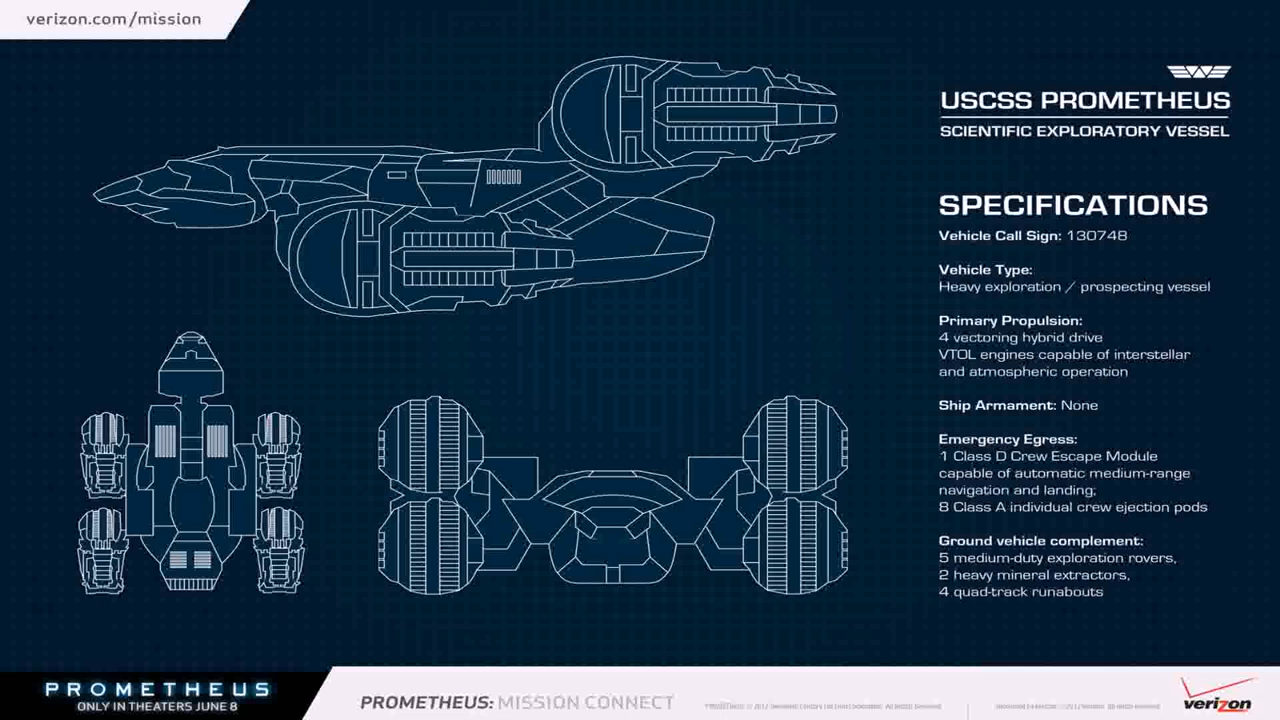 verizon.com/mission
USCSS PROMETHEUS
SCIENTIFIC EXPLORATORY VESSEL
SPECIFICATIONS
Vehicle Call Sign: 130748
Vehicle Type:
Heavy exploration / prospecting vessel
Primary Propulsion:
4 vectoring hybrid drive
VTOL engines capable of interstellar
and atmospheric operation
Ship Armament: None
Emergency Egress:
1 Class D Crew Escape Module
capable of automatic medium-range
navigation and landing;
8 Class A individual crew ejection pods
Ground vehicle complement:
5 medium-duty exploration rovers,
2 heavy mineral extractors,
4 quad-track runabouts
PROMETHEUS
ONLY IN THEATERS JUNE 8
PROMETHEUS: MISSION CONNECT
verizon